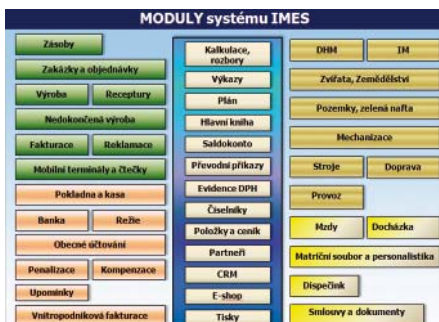 MODULY systému IMES
Zásoby
Zakázky a objednávky
Výroba
Receptury
Nedokončená výroba
Fakturace
Reklamace
Mobilní terminály a čtečky
Pokladna a kasa
Banka
Režie
Obecné účtování
Penalizace
Kompenzace
Upomínky
Vnitropodniková fakturace
Kalkulace,
rozbory
Výkazy
Plán
Hlavní kniha
Saldokonto
Převodní příkazy
Evidence DPH
Číselníky
Položky a ceník
Partneři
CRM
E-shop
Tisky
DHM
IM
Zvířata, Zemědělství
Pozemky, zelená nafta
Mechanizace
Stroje
Doprava
Provoz
Mzdy
Docházka
Matriční soubor a personalistika
Dispečink
Smlouvy a dokumenty